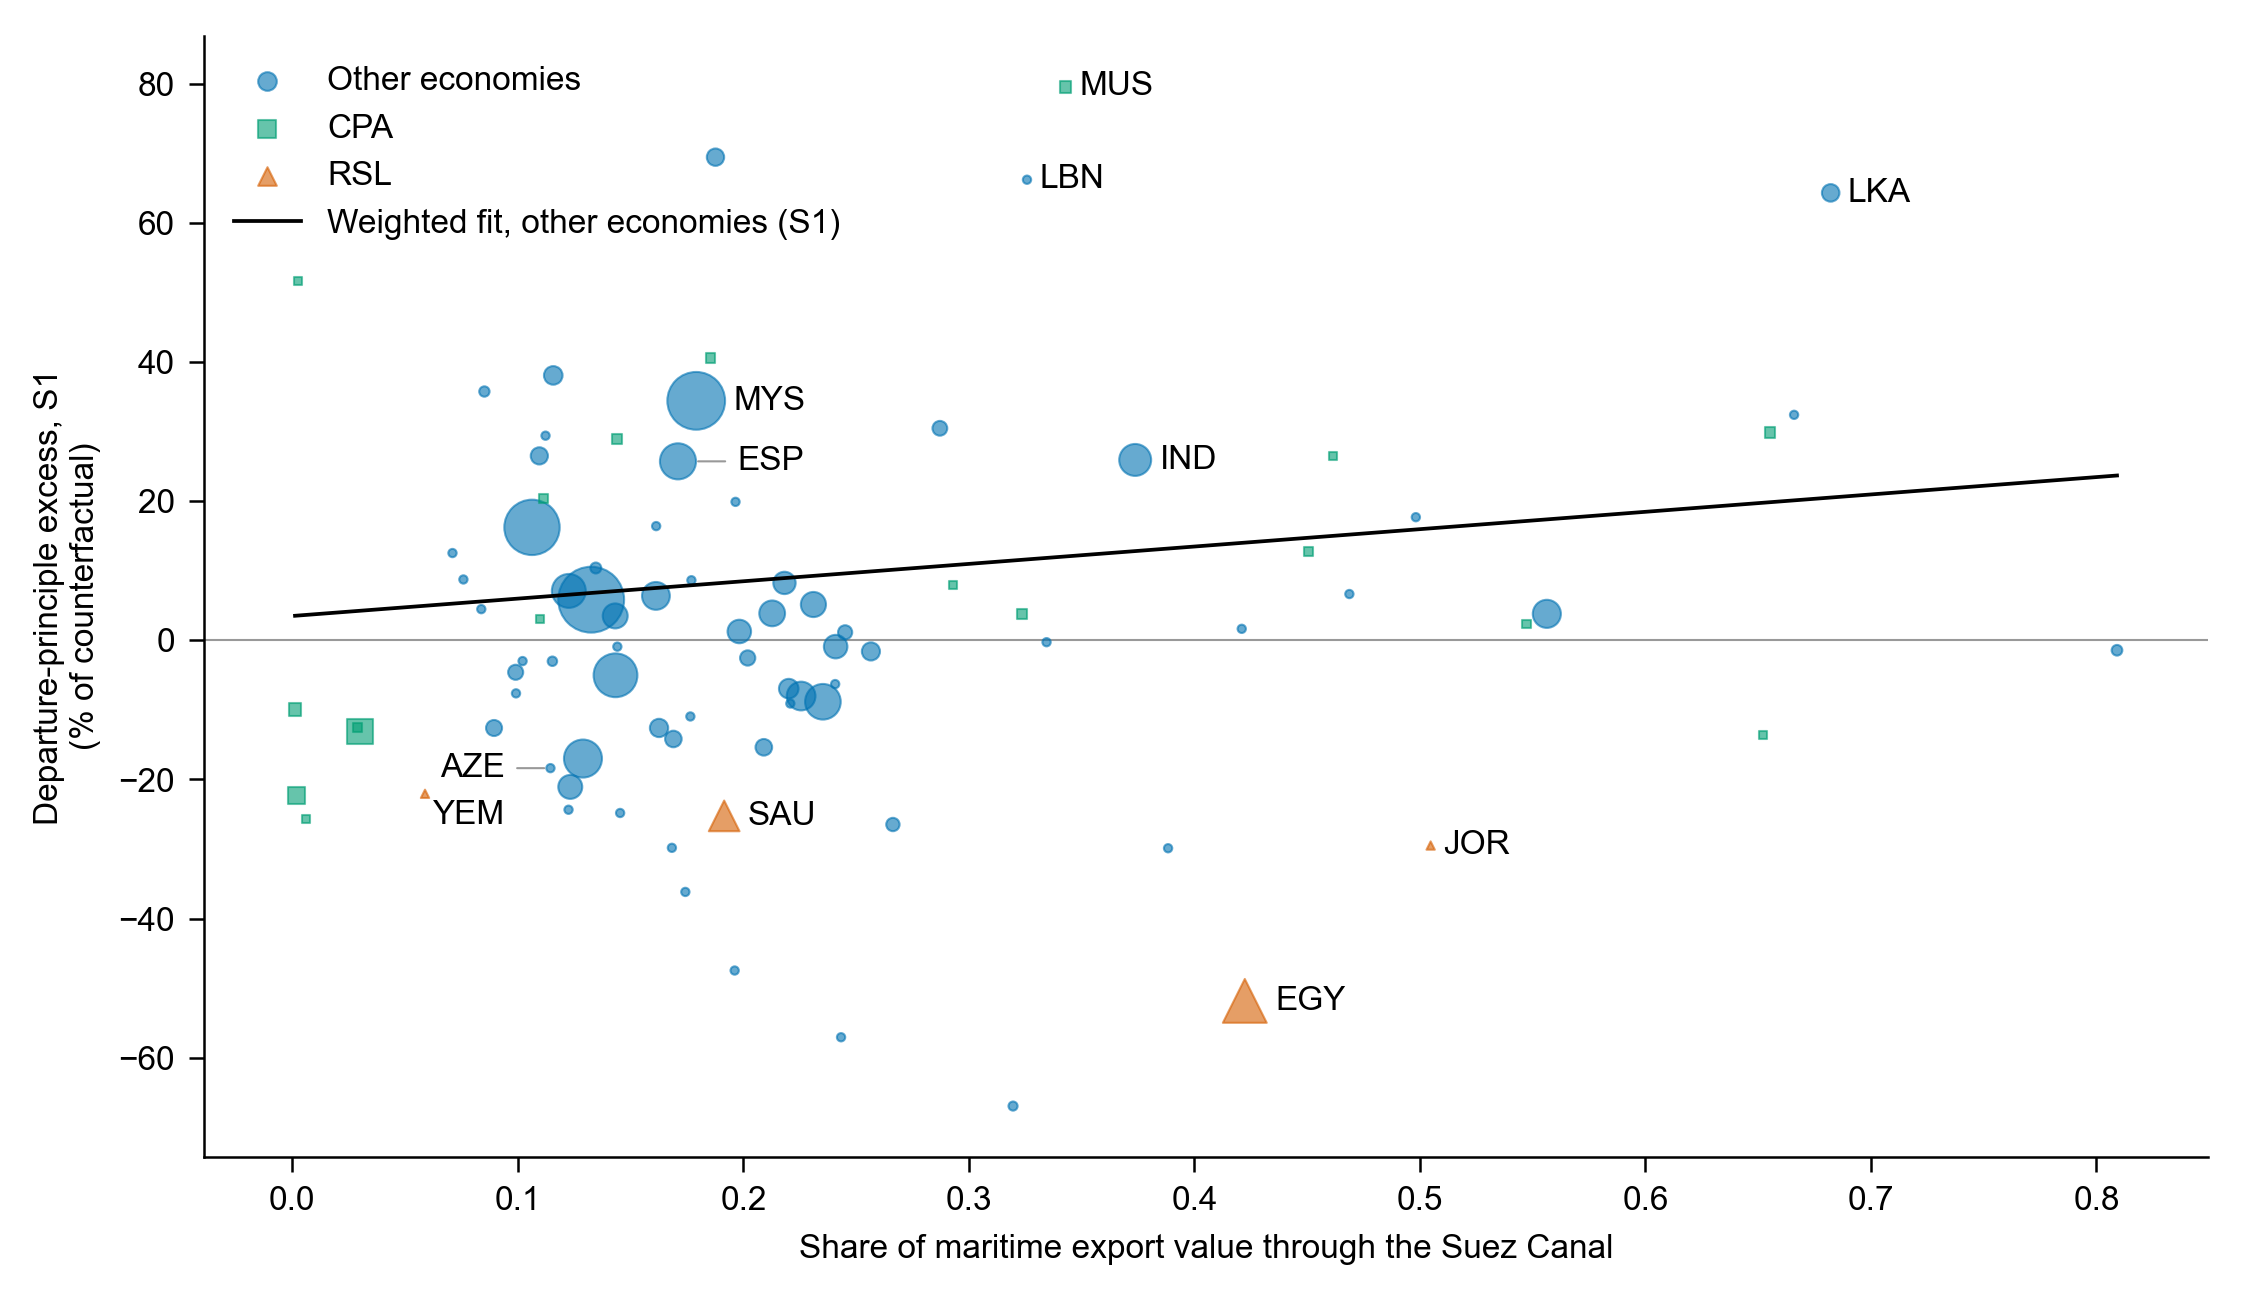 Other economies
CPA
RSL
Weighted fit, other economies (S1)
MUS
LBN
LKA
MYS
ESP
IND
AZE
YEM
SAU
JOR
EGY
80
60
40
20
0
−20
−40
−60
Departure-principle excess, S1
(% of counterfactual)
0.0 0.1 0.2 0.3 0.4 0.5 0.6 0.7 0.8
Share of maritime export value through the Suez Canal